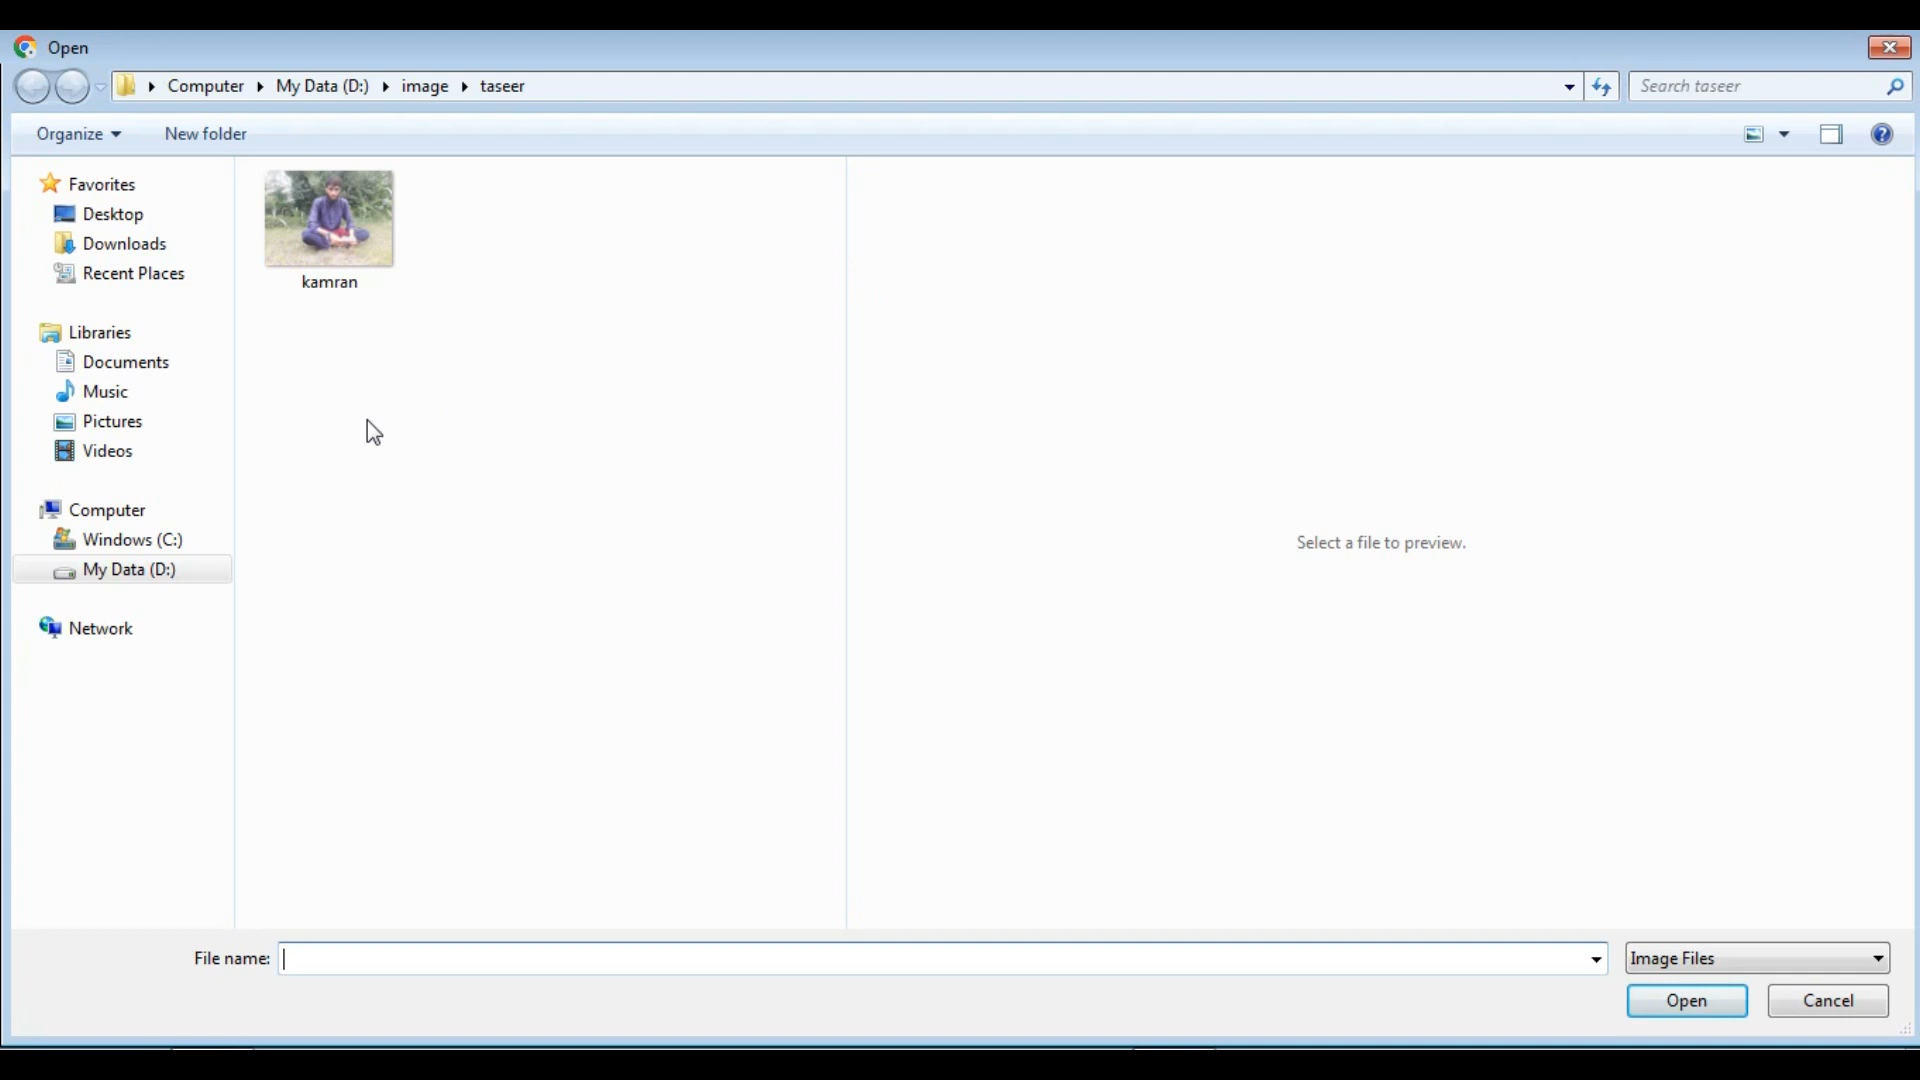 Open
Computer My Data (D:) image taseer
Search taseer
Organize New folder
Favorites
Desktop
Downloads
Recent Places
Libraries
Documents
Music
Pictures
Videos
Computer
Windows (C:)
My Data (D:)
Network
kamran
Select a file to preview.
File name:
Image Files
Open Cancel